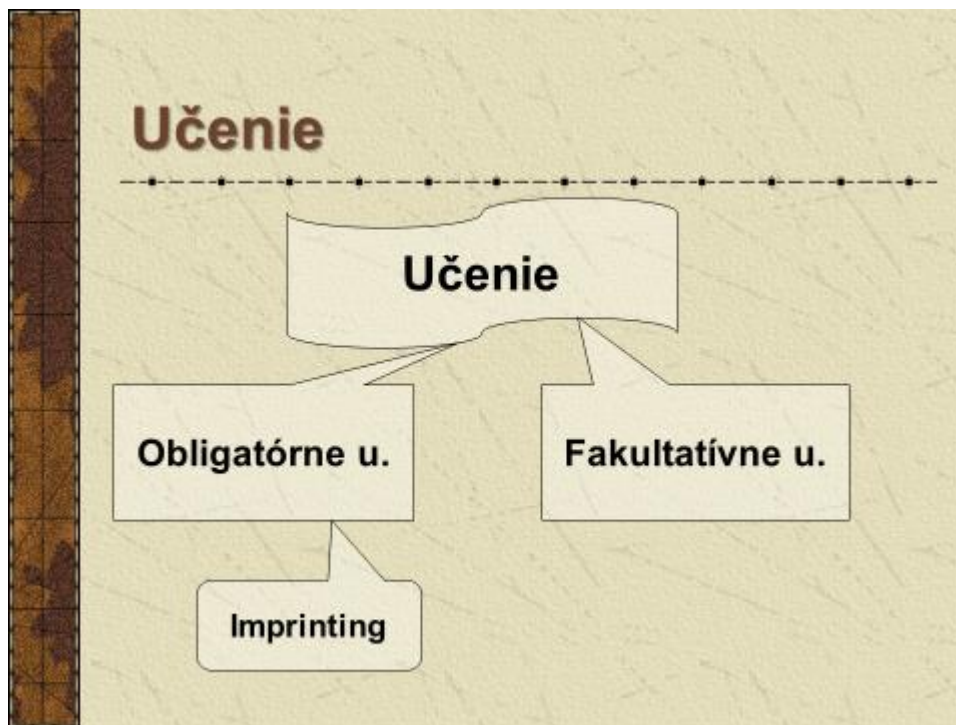 Učenie
Učenie
Obligatórne u.
Fakultatívne u.
Imprinting